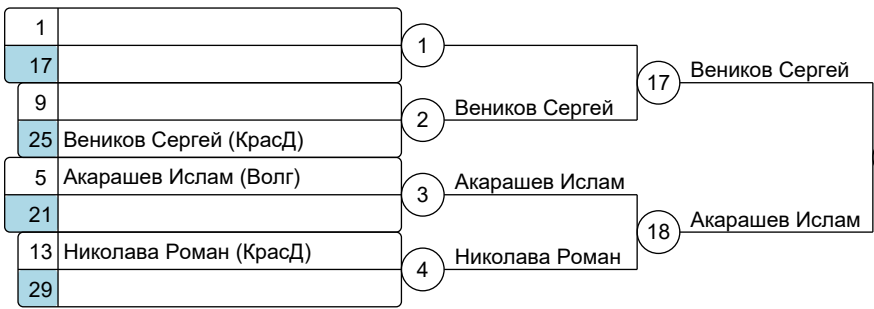 1
17
1
9
25 Веников Сергей (КрасД)
2
Веников Сергей
17
Веников Сергей
5 Акарашев Ислам (Волг)
21
3
Акарашев Ислам
13 Николава Роман (КрасД)
29
4
Николава Роман
18
Акарашев Ислам